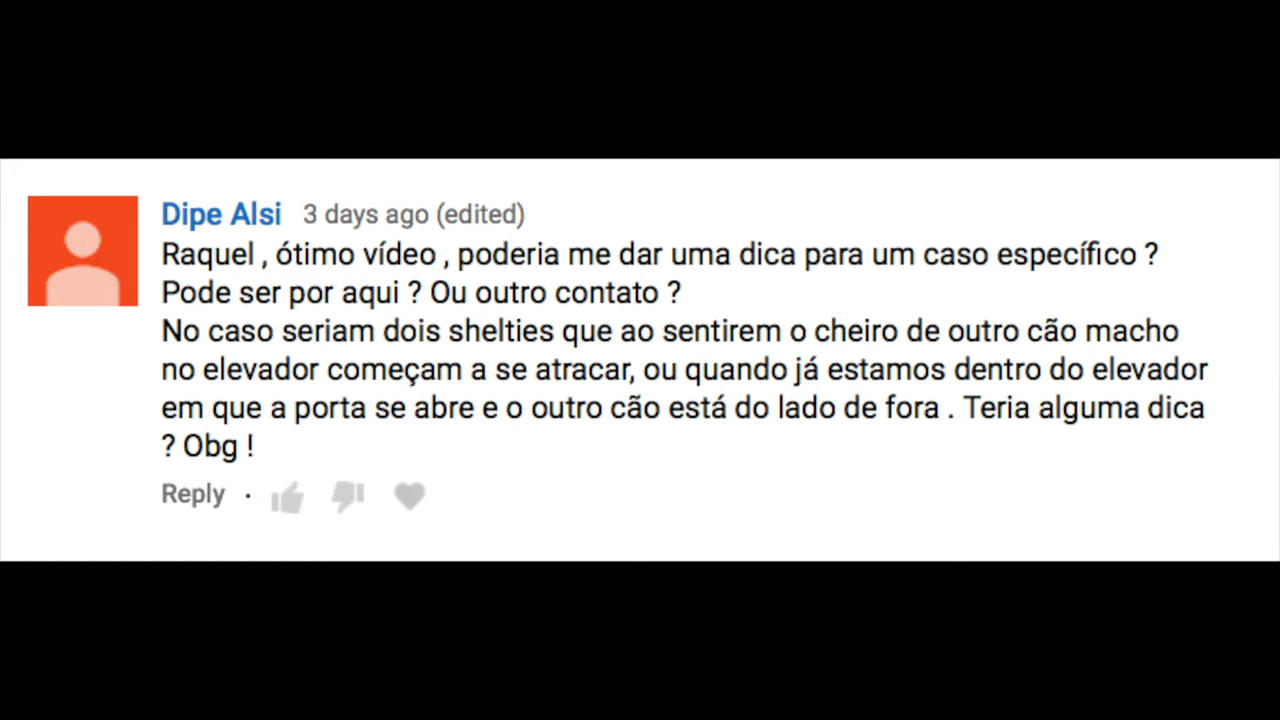 Dipe Alsi 3 days ago (edited)
Raquel , ótimo vídeo , poderia me dar uma dica para um caso específico ?
Pode ser por aqui ? Ou outro contato ?
No caso seriam dois shelties que ao sentirem o cheiro de outro cão macho
no elevador começam a se atracar, ou quando já estamos dentro do elevador
em que a porta se abre e o outro cão está do lado de fora . Teria alguma dica
? Obg !
Reply ·